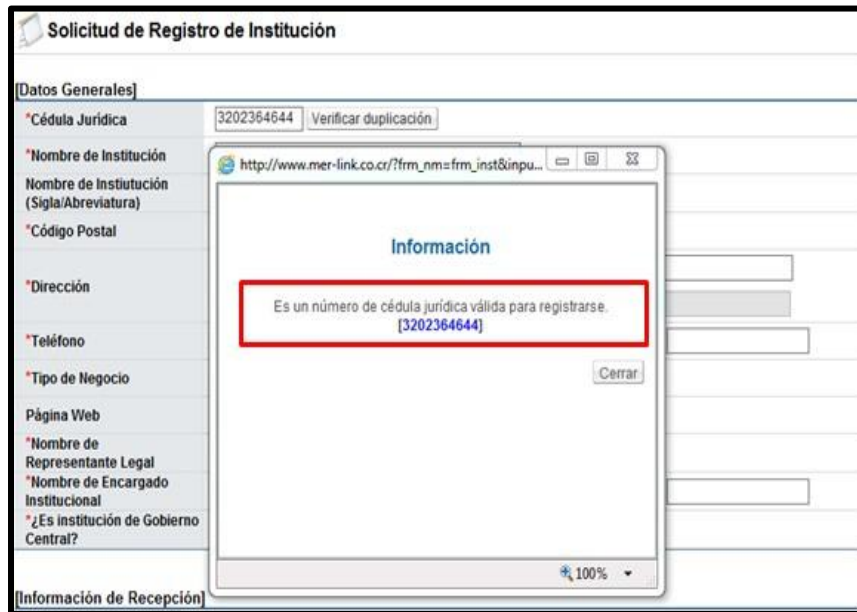 Solicitud de Registro de Institución
[Datos Generales]
*Cédula Jurídica 3202364644 Verificar duplicación
*Nombre de Institución
Nombre de Instiutución
(Sigla/Abreviatura)
*Código Postal
*Dirección
*Teléfono
*Tipo de Negocio
Página Web
*Nombre de
Representante Legal
*Nombre de Encargado
Institucional
*¿Es institución de Gobierno
Central?
[Información de Recepción]
http://www.mer-link.co.cr/?frm_nm=frm_inst&inpu...
Información
Es un número de cédula jurídica válida para registrarse.
[3202364644]
Cerrar
100%